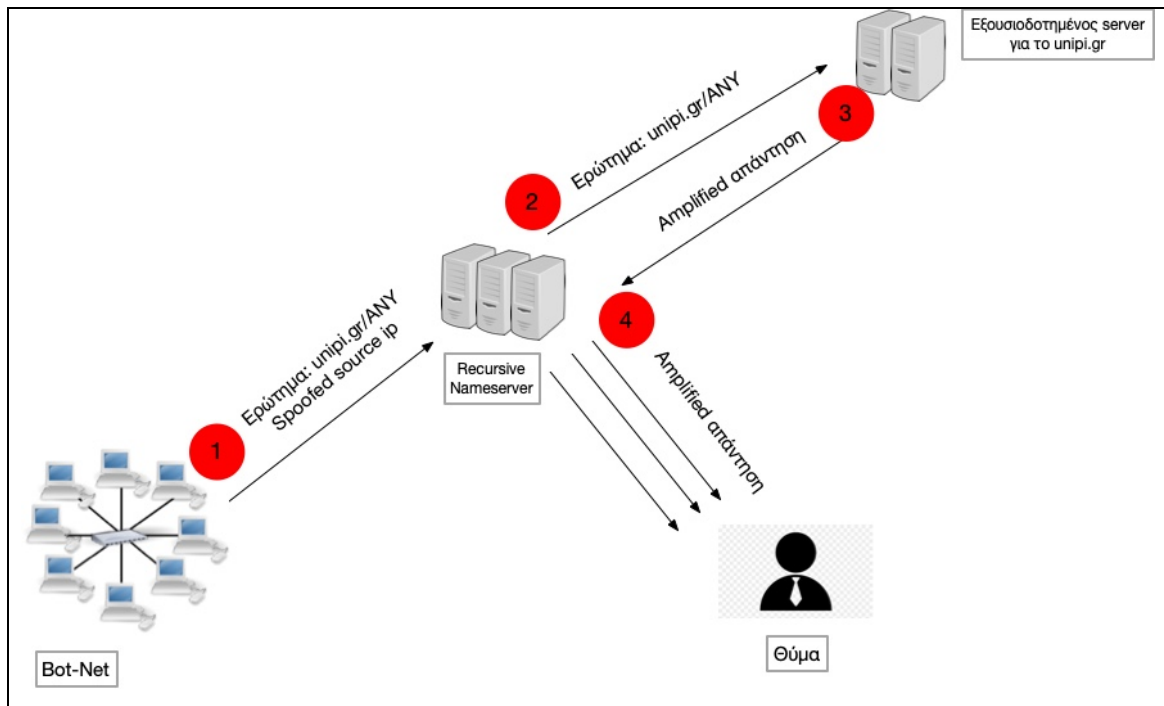 Εξουσιοδοτημένος server
για το unipi.gr
3
Ερώτημα: unipi.gr/ANY
Amplified απάντηση
2
4
Ερώτημα: unipi.gr/ANY
Spoofed source ip
Recursive
Nameserver
Amplified απάντηση
1
Bot-Net
Θύμα